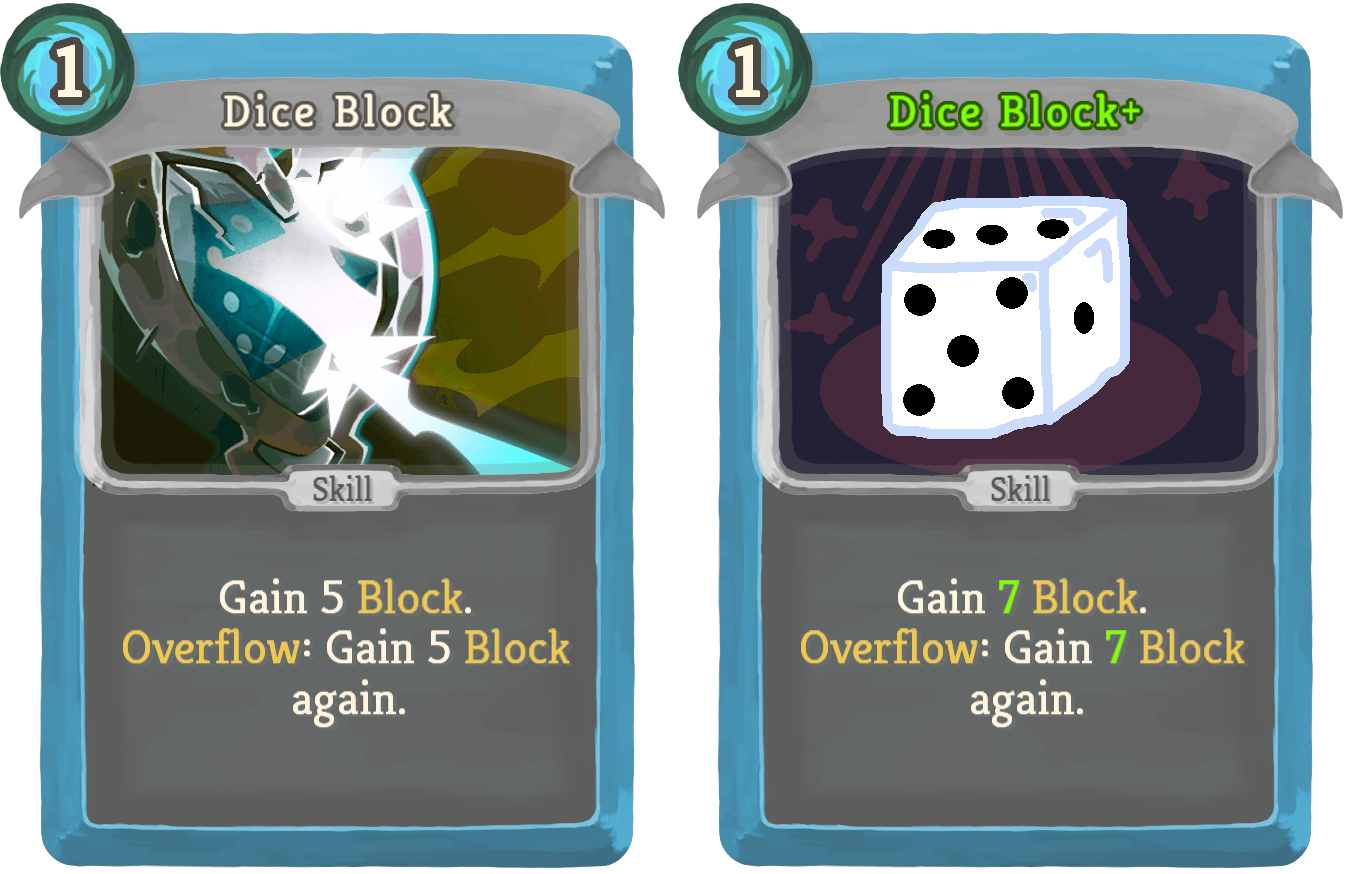 1
Dice Block
Skill
Gain 5 Block.
Overflow: Gain 5 Block
again.
1
Dice Block+
Skill
Gain 7 Block.
Overflow: Gain 7 Block
again.